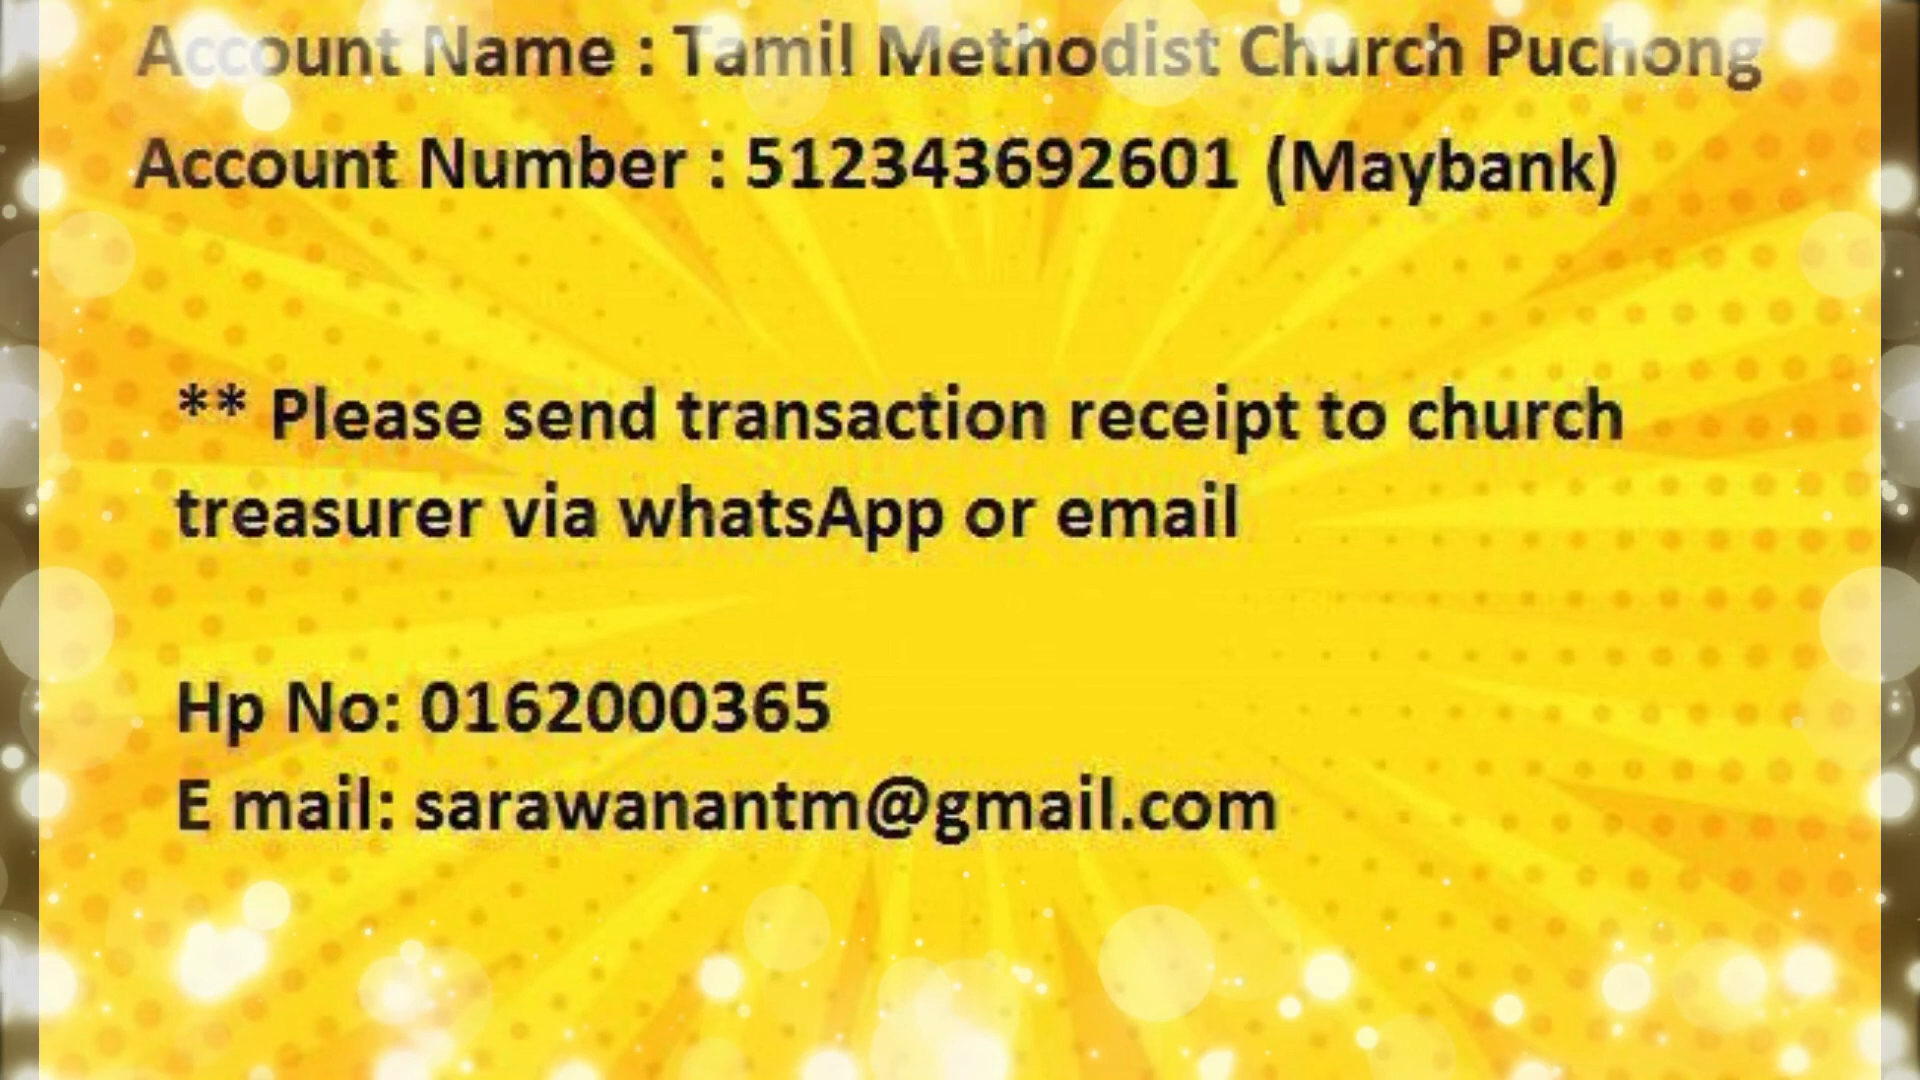 Account Name : Tamil Methodist Church Puchong
Account Number : 512343692601 (Maybank)
** Please send transaction receipt to church
treasurer via whatsApp or email
Hp No: 0162000365
E mail: sarawanantm@gmail.com